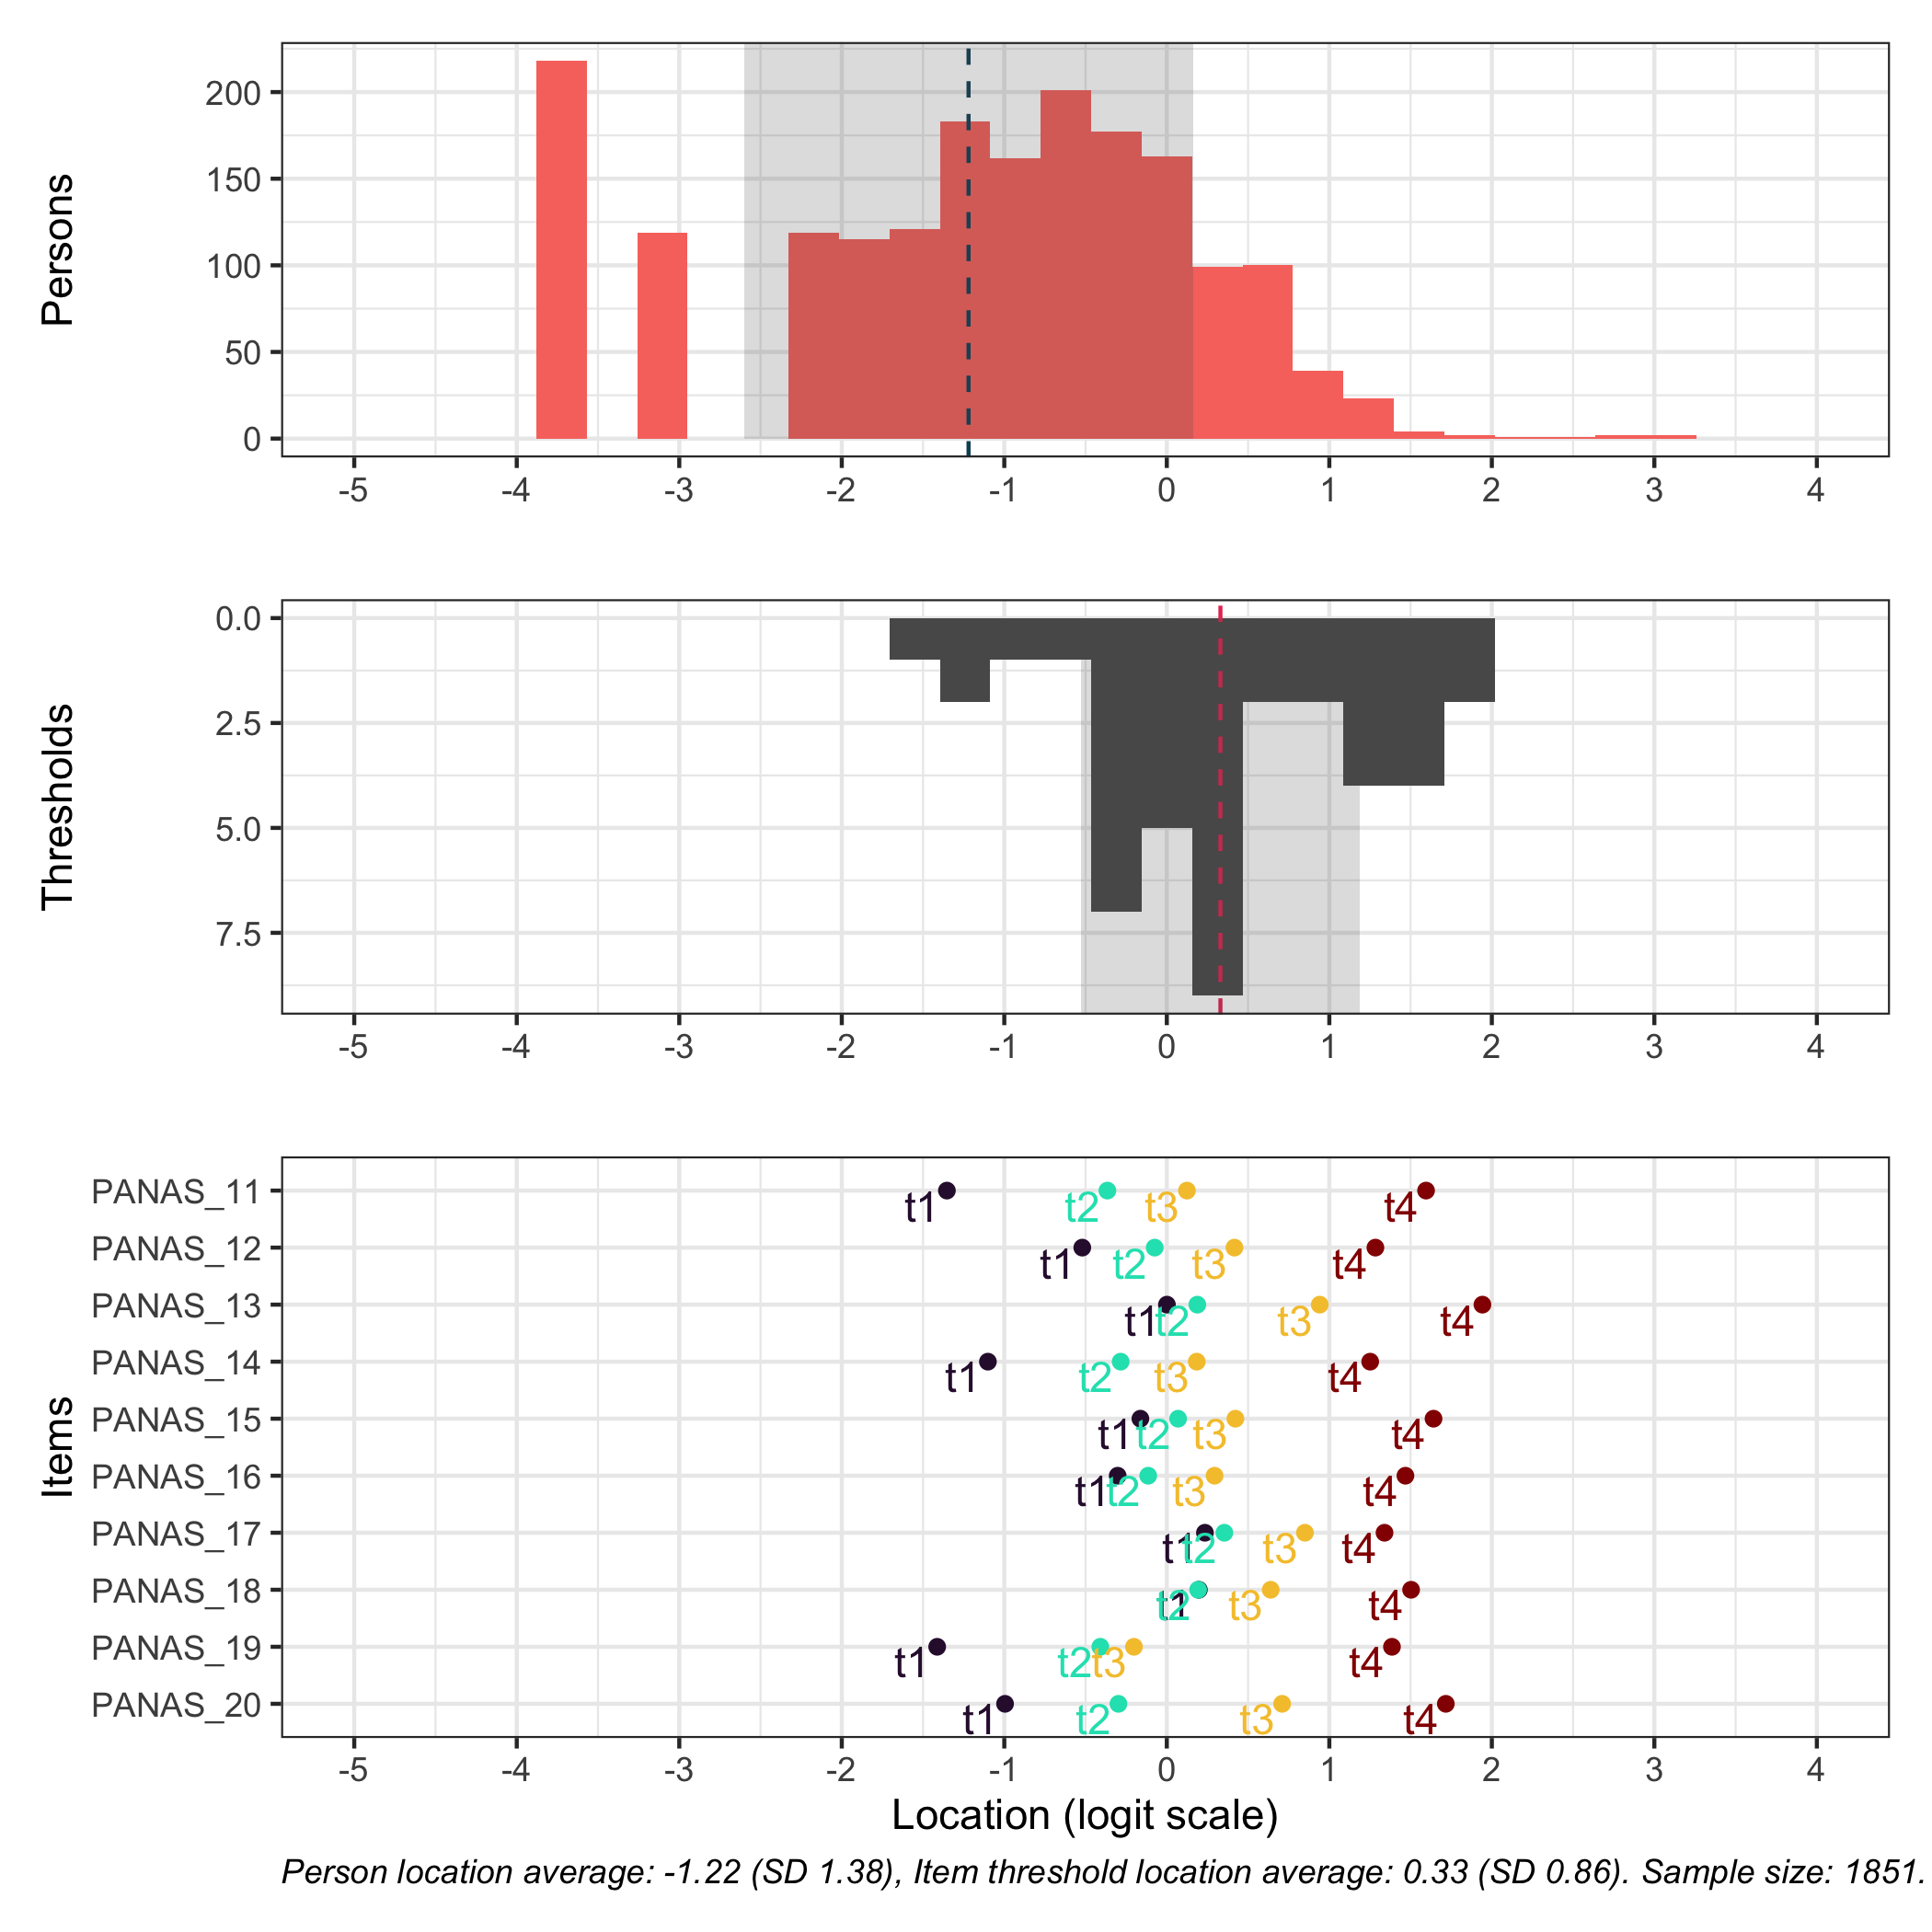 Persons
200
150
100
50
0
-5 -4 -3 -2 -1 0 1 2 3 4
Thresholds
0.0
2.5
5.0
7.5
-5 -4 -3 -2 -1 0 1 2 3 4
Items
PANAS_11 t1 t2 t3 t4
PANAS_12 t1 t2 t3 t4
PANAS_13 t1 t2 t3 t4
PANAS_14 t1 t2 t3 t4
PANAS_15 t1 t2 t3 t4
PANAS_16 t1 t2 t3 t4
PANAS_17 t1 t2 t3 t4
PANAS_18 t1 t2 t3 t4
PANAS_19 t1 t2 t3 t4
PANAS_20 t1 t2 t3 t4
-5 -4 -3 -2 -1 0 1 2 3 4
Location (logit scale)
Person location average: -1.22 (SD 1.38), Item threshold location average: 0.33 (SD 0.86). Sample size: 1851.